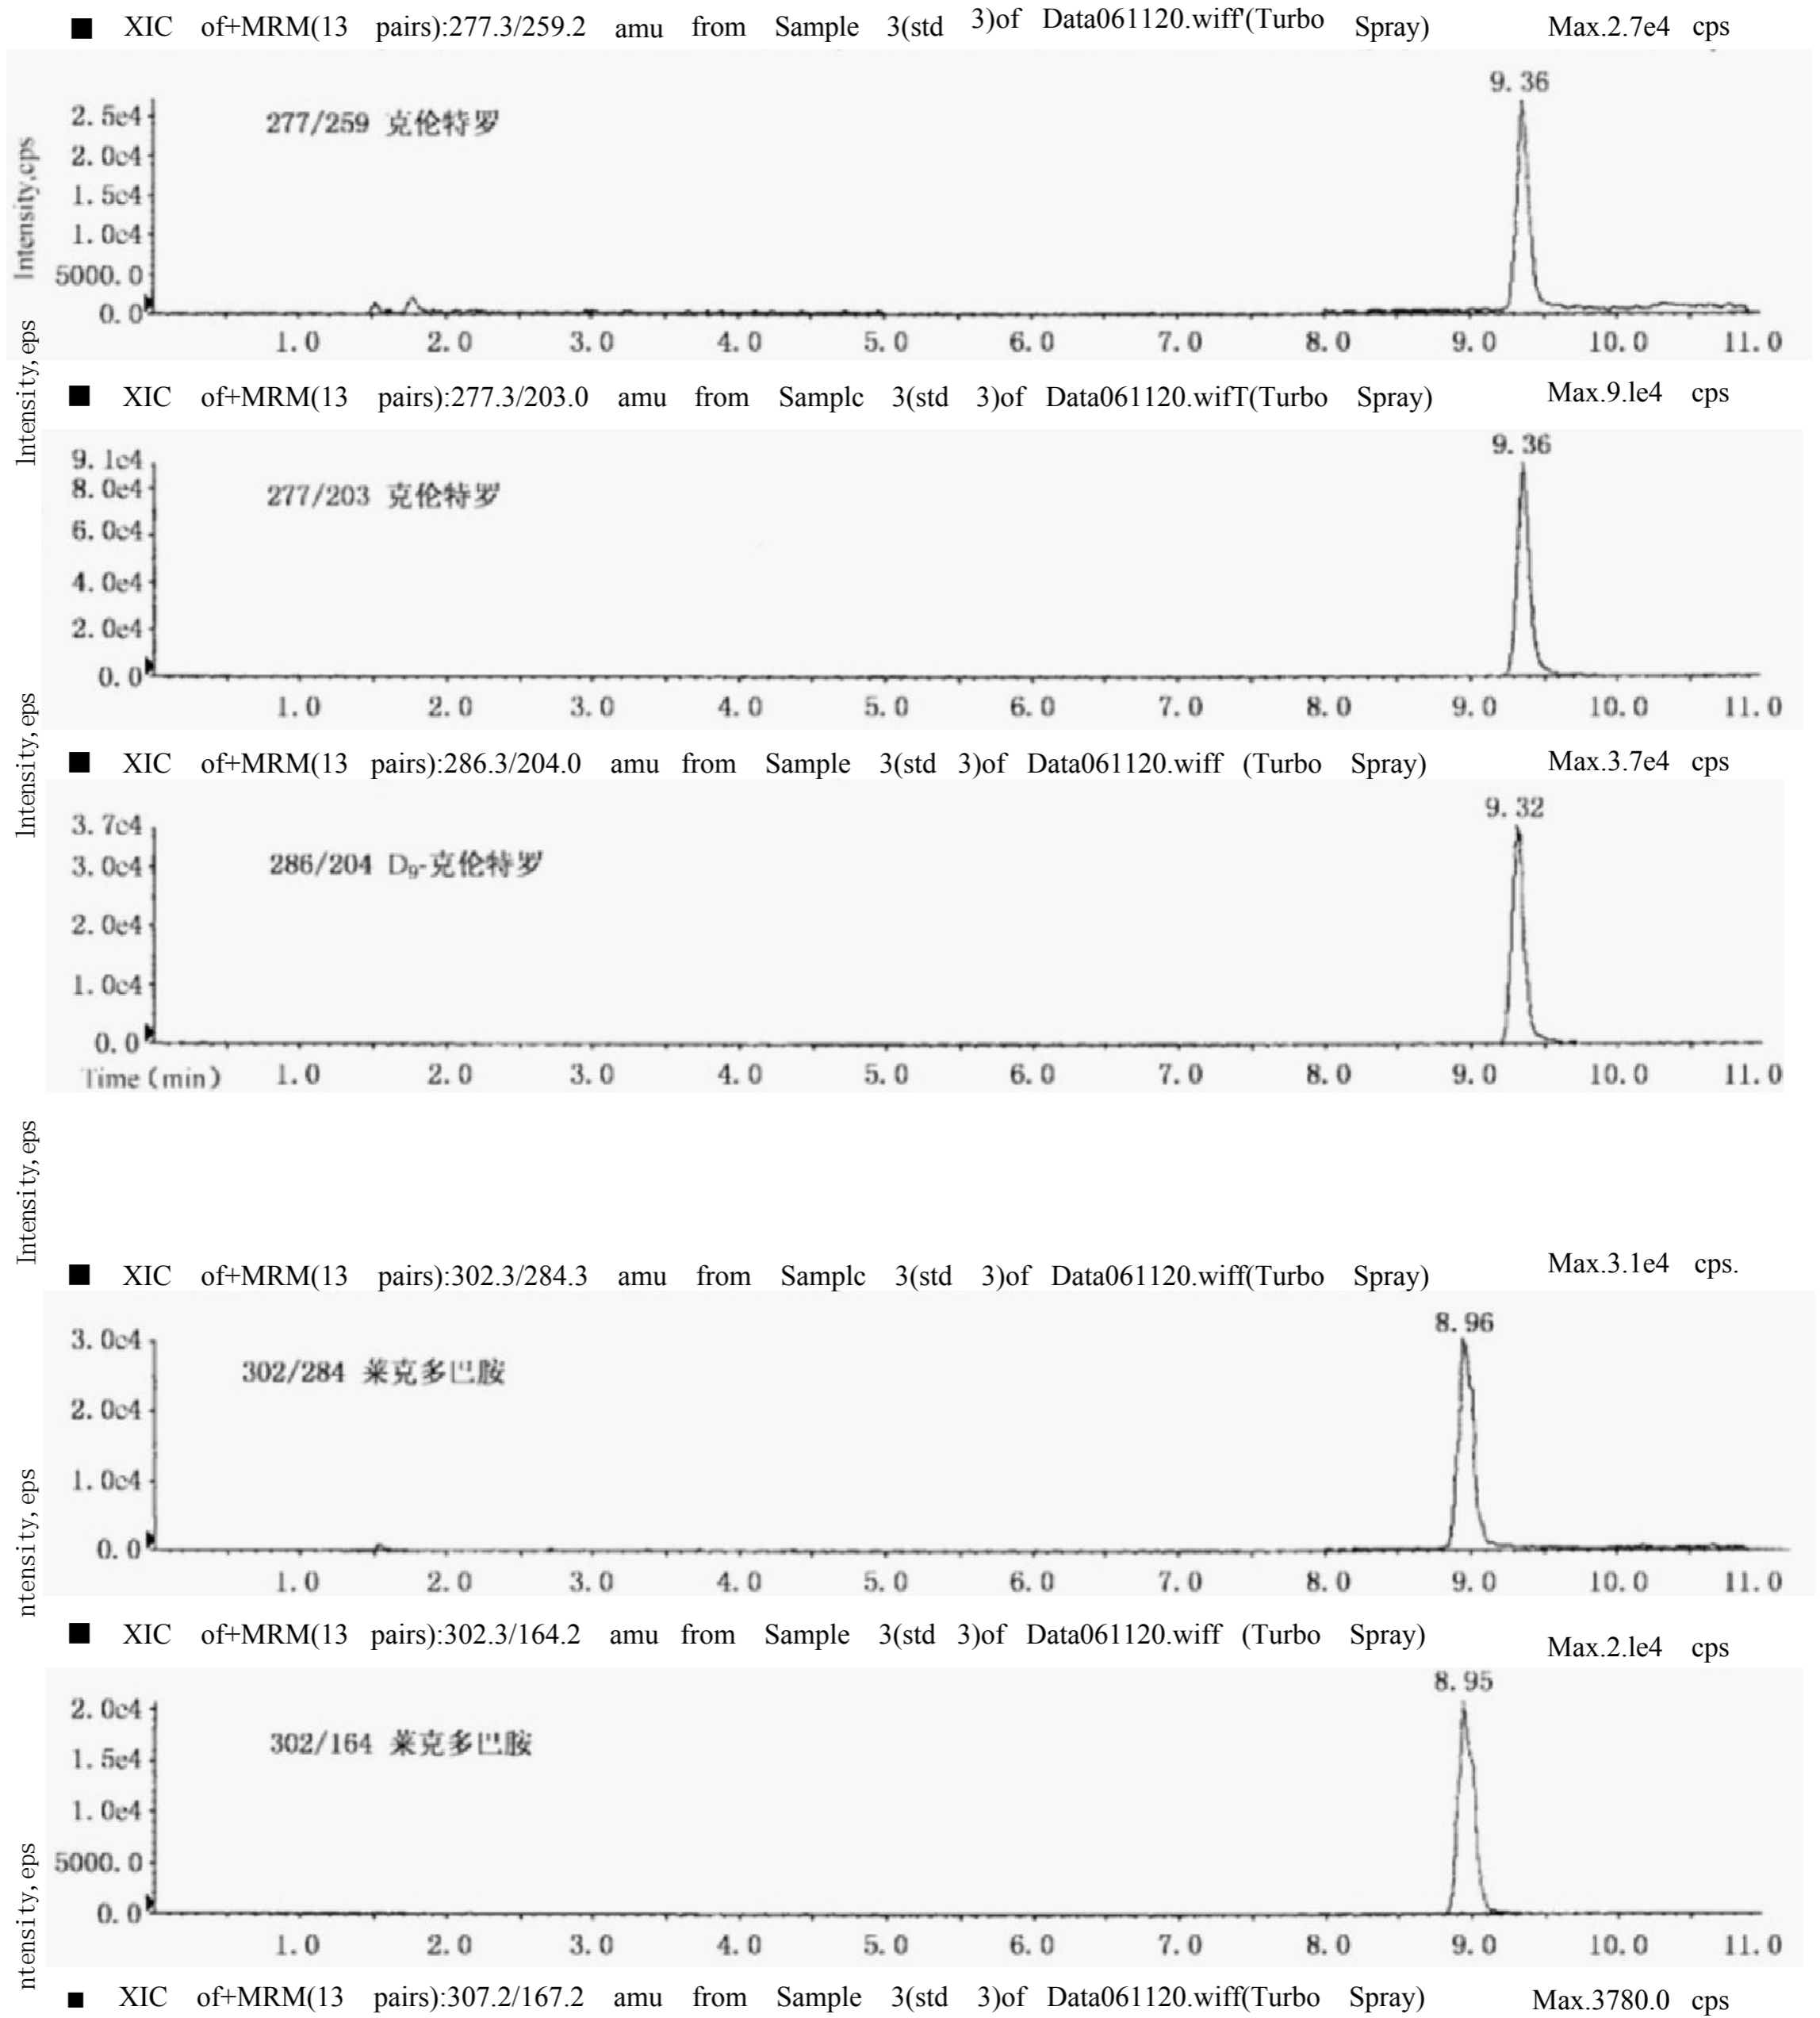 ■ XIC of+MRM(13 pairs):277.3/259.2 amu from Sample 3(std 3)of Data061120.wiff'(Turbo Spray) Max.2.7e4 cps
9.36
277/259 克伦特罗
Intensity,cps
2.5e4
2.0e4
1.5e4
1.0e4
5000.0
0.0
1.0 2.0 3.0 4.0 5.0 6.0 7.0 8.0 9.0 10.0 11.0
Intensity,eps
■ XIC of+MRM(13 pairs):277.3/203.0 amu from Samplc 3(std 3)of Data061120.wifT(Turbo Spray) Max.9.le4 cps
9.36
277/203 克伦特罗
9.1e4
8.0e4
6.0e4
4.0e4
2.0e4
0.0
1.0 2.0 3.0 4.0 5.0 6.0 7.0 8.0 9.0 10.0 11.0
Intensity,eps
■ XIC of+MRM(13 pairs):286.3/204.0 amu from Sample 3(std 3)of Data061120.wiff (Turbo Spray) Max.3.7e4 cps
9.32
286/204 D₉-克伦特罗
3.7e4
3.0e4
2.0e4
1.0e4
0.0
Time(min) 1.0 2.0 3.0 4.0 5.0 6.0 7.0 8.0 9.0 10.0 11.0
Intensity,eps
■ XIC of+MRM(13 pairs):302.3/284.3 amu from Samplc 3(std 3)of Data061120.wiff(Turbo Spray) Max.3.1e4 cps.
8.96
302/284 莱克多巴胺
3.0e4
2.0e4
1.0e4
0.0
1.0 2.0 3.0 4.0 5.0 6.0 7.0 8.0 9.0 10.0 11.0
ntensity,eps
■ XIC of+MRM(13 pairs):302.3/164.2 amu from Sample 3(std 3)of Data061120.wiff (Turbo Spray) Max.2.le4 cps
8.95
302/164 莱克多巴胺
2.0e4
1.5e4
1.0e4
5000.0
0.0
1.0 2.0 3.0 4.0 5.0 6.0 7.0 8.0 9.0 10.0 11.0
ntensity,eps
■ XIC of+MRM(13 pairs):307.2/167.2 amu from Sample 3(std 3)of Data061120.wiff(Turbo Spray) Max.3780.0 cps